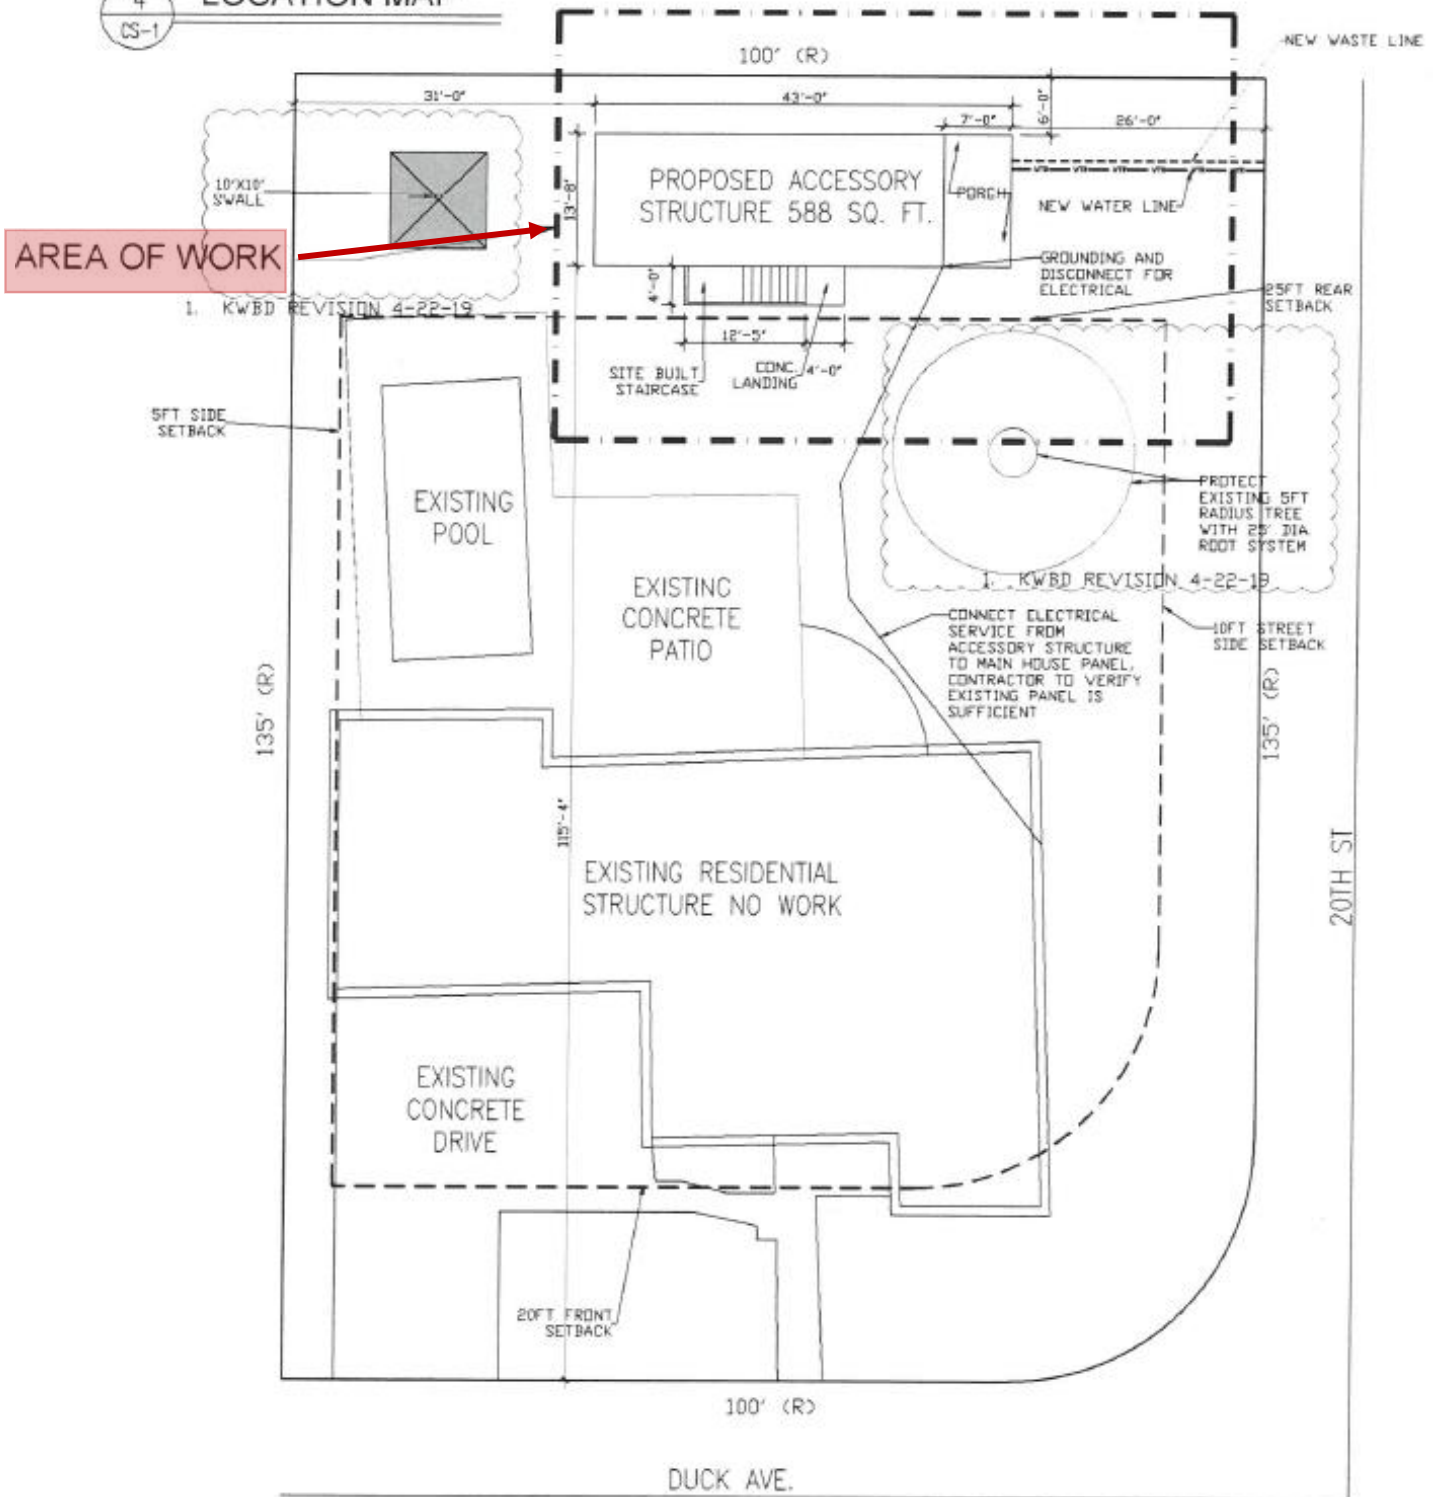 4
CS-1
100' (R)
NEW WASTE LINE
31'-0"
43'-0"
7'-0"
6'-0"
26'-0"
10'X10'
SWALL
13'-8"
PROPOSED ACCESSORY
STRUCTURE 588 SQ. FT.
PORCH
NEW WATER LINE
AREA OF WORK
GROUNDING AND
DISCONNECT FOR
ELECTRICAL
4'-0"
25FT REAR
SETBACK
1. KWBD REVISION 4-22-19
12'-5"
4'-0"
SITE BUILT
STAIRCASE
CONC.
LANDING
5FT SIDE
SETBACK
EXISTING
POOL
PROTECT
EXISTING 5FT
RADIUS TREE
WITH 25' DIA
ROOT SYSTEM
1. KWBD REVISION 4-22-19
EXISTING
CONCRETE
PATIO
CONNECT ELECTRICAL
SERVICE FROM
ACCESSORY STRUCTURE
TO MAIN HOUSE PANEL,
CONTRACTOR TO VERIFY
EXISTING PANEL IS
SUFFICIENT
10FT STREET
SIDE SETBACK
135' (R)
135' (R)
115'-4"
EXISTING RESIDENTIAL
STRUCTURE NO WORK
20TH ST
EXISTING
CONCRETE
DRIVE
20FT FRONT
SETBACK
100' (R)
DUCK AVE.